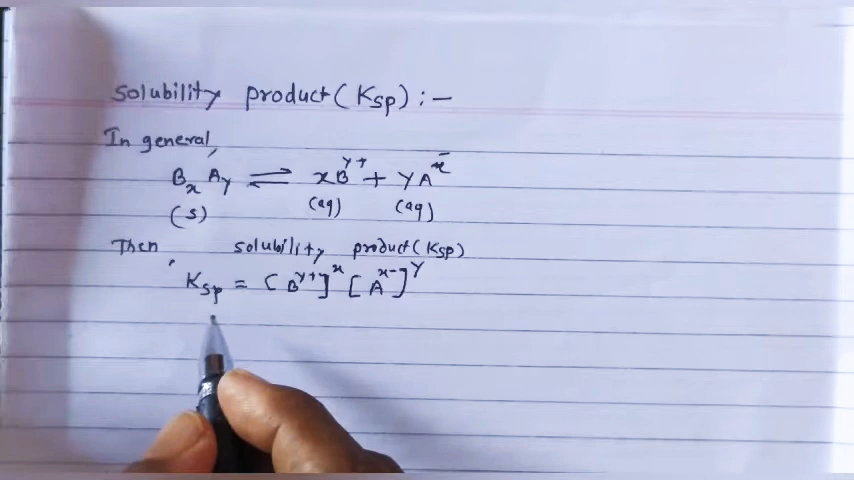 Solubility product (Ksp) :-
In general,
BxAy ⇌ xB^y+ + yA^x-
(s) (aq) (aq)
Then, solubility product (Ksp)
Ksp = [B^y+]^x [A^x-]^y